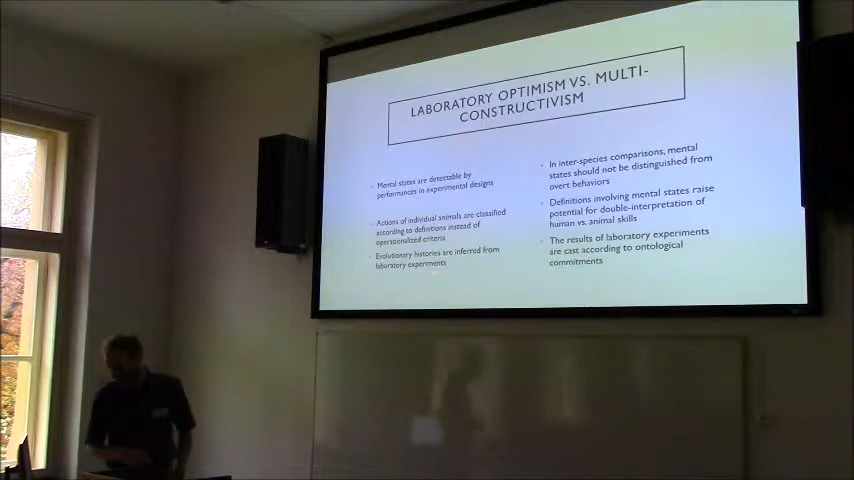 LABORATORY OPTIMISM VS. MULTI-
CONSTRUCTIVISM
• Mental states are detectable by
performances in experimental designs
• Actions of individual animals are classified
according to definitions instead of
operationalized criteria
• Evolutionary histories are inferred from
laboratory experiments
• In inter-species comparisons, mental
states should not be distinguished from
overt behaviors
• Definitions involving mental states raise
potential for double-interpretation of
human vs. animal skills
• The results of laboratory experiments
are cast according to ontological
commitments